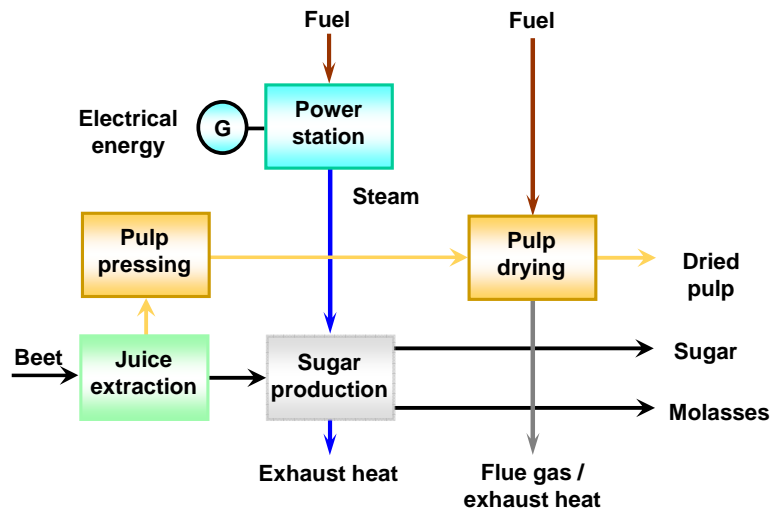 Fuel
Fuel
Electrical
energy
G
Power
station
Steam
Pulp
pressing
Pulp
drying
Dried
pulp
Beet
Juice
extraction
Sugar
production
Sugar
Molasses
Exhaust heat
Flue gas /
exhaust heat